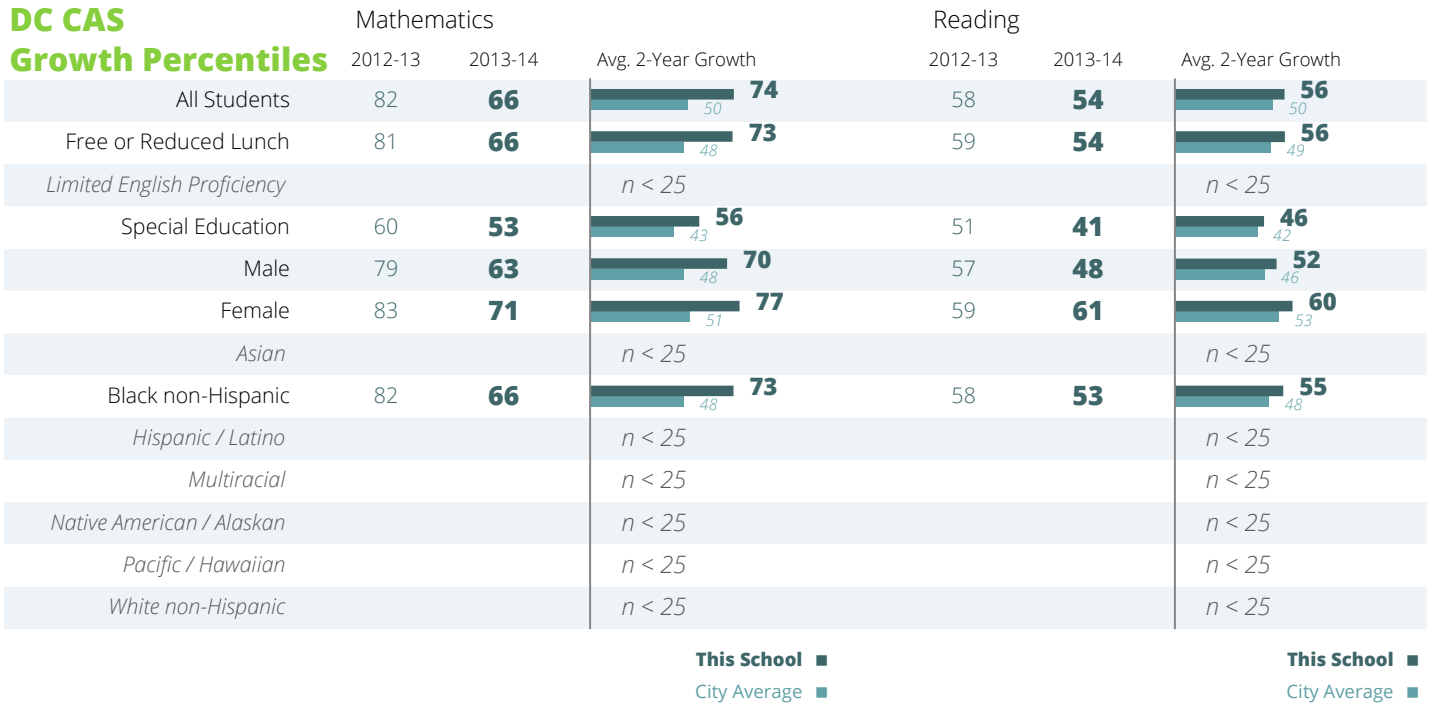 DC CAS Mathematics Reading
Growth Percentiles 2012-13 2013-14 Avg. 2-Year Growth 2012-13 2013-14 Avg. 2-Year Growth
All Students 82 66 74 50 58 54 56 50
Free or Reduced Lunch 81 66 73 48 59 54 56 49
Limited English Proficiency n < 25 n < 25
Special Education 60 53 56 43 51 41 46 42
Male 79 63 70 48 57 48 52 46
Female 83 71 77 51 59 61 60 53
Asian n < 25 n < 25
Black non-Hispanic 82 66 73 48 58 53 55 48
Hispanic / Latino n < 25 n < 25
Multiracial n < 25 n < 25
Native American / Alaskan n < 25 n < 25
Pacific / Hawaiian n < 25 n < 25
White non-Hispanic n < 25 n < 25
This School This School
City Average City Average